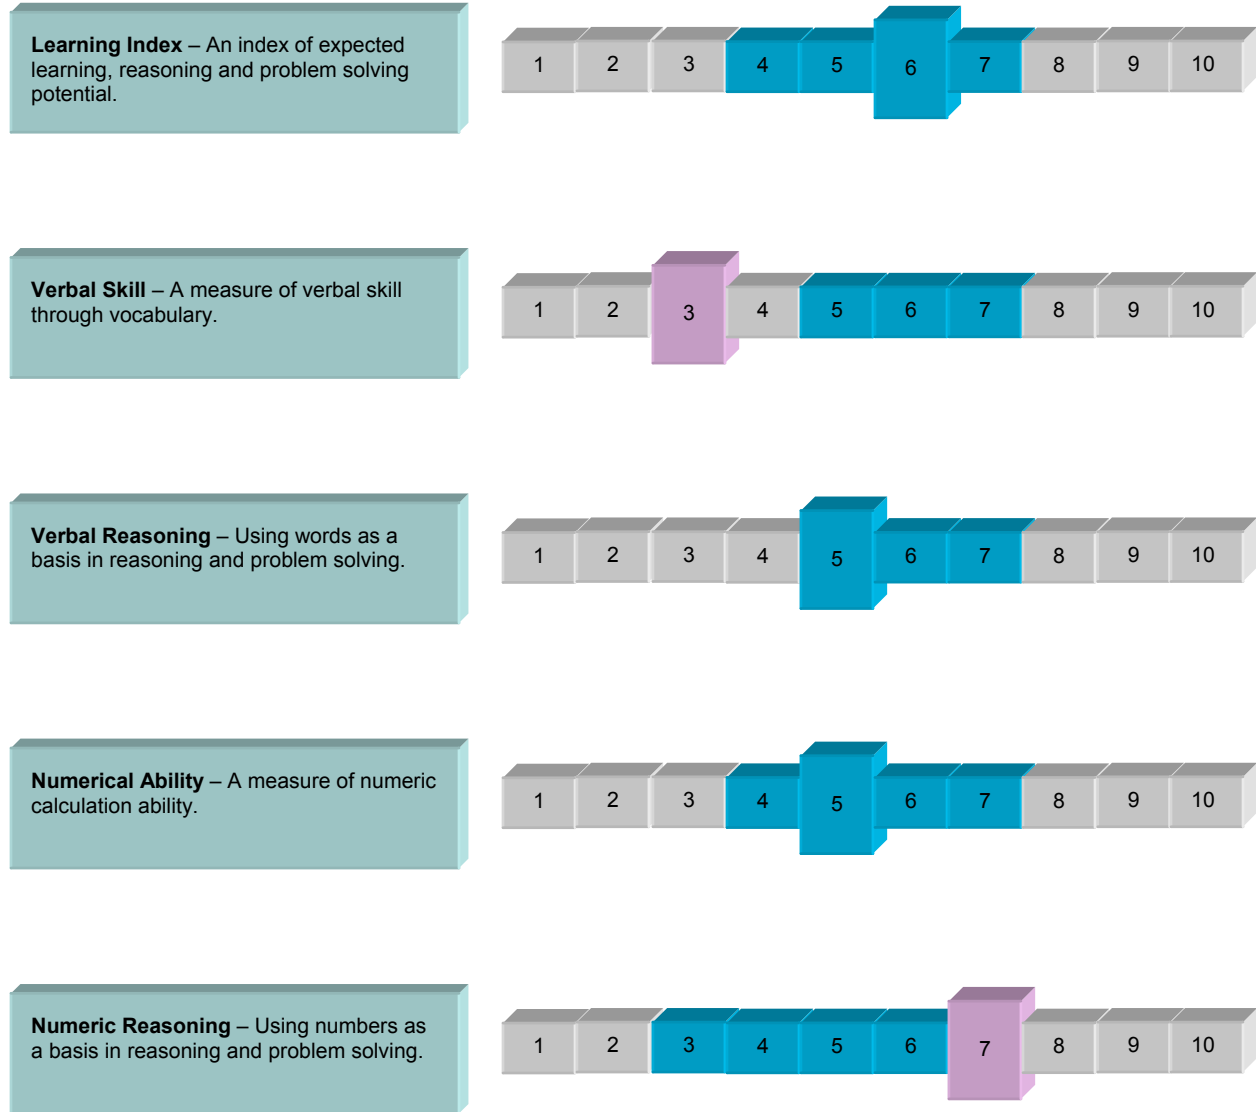 Learning Index – An index of expected
learning, reasoning and problem solving
potential.
1 2 3 4 5 6 7 8 9 10
Verbal Skill – A measure of verbal skill
through vocabulary.
1 2 3 4 5 6 7 8 9 10
Verbal Reasoning – Using words as a
basis in reasoning and problem solving.
1 2 3 4 5 6 7 8 9 10
Numerical Ability – A measure of numeric
calculation ability.
1 2 3 4 5 6 7 8 9 10
Numeric Reasoning – Using numbers as
a basis in reasoning and problem solving.
1 2 3 4 5 6 7 8 9 10